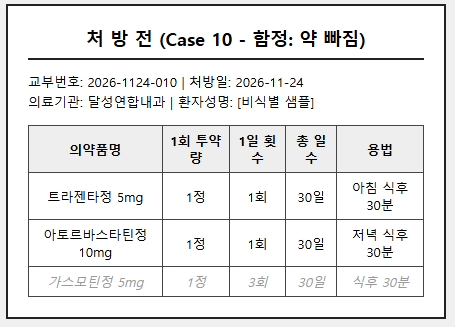 처 방 전 (Case 10 - 함정: 약 빠짐)
교부번호: 2026-1124-010 | 처방일: 2026-11-24
의료기관: 달성연합내과 | 환자성명: [비식별 샘플]
의약품명 1회 투약량 1일 횟수 총 일수 용법
트라젠타정 5mg 1정 1회 30일 아침 식후 30분
아토르바스타틴정 10mg 1정 1회 30일 저녁 식후 30분
가스모틴정 5mg 1정 3회 30일 식후 30분